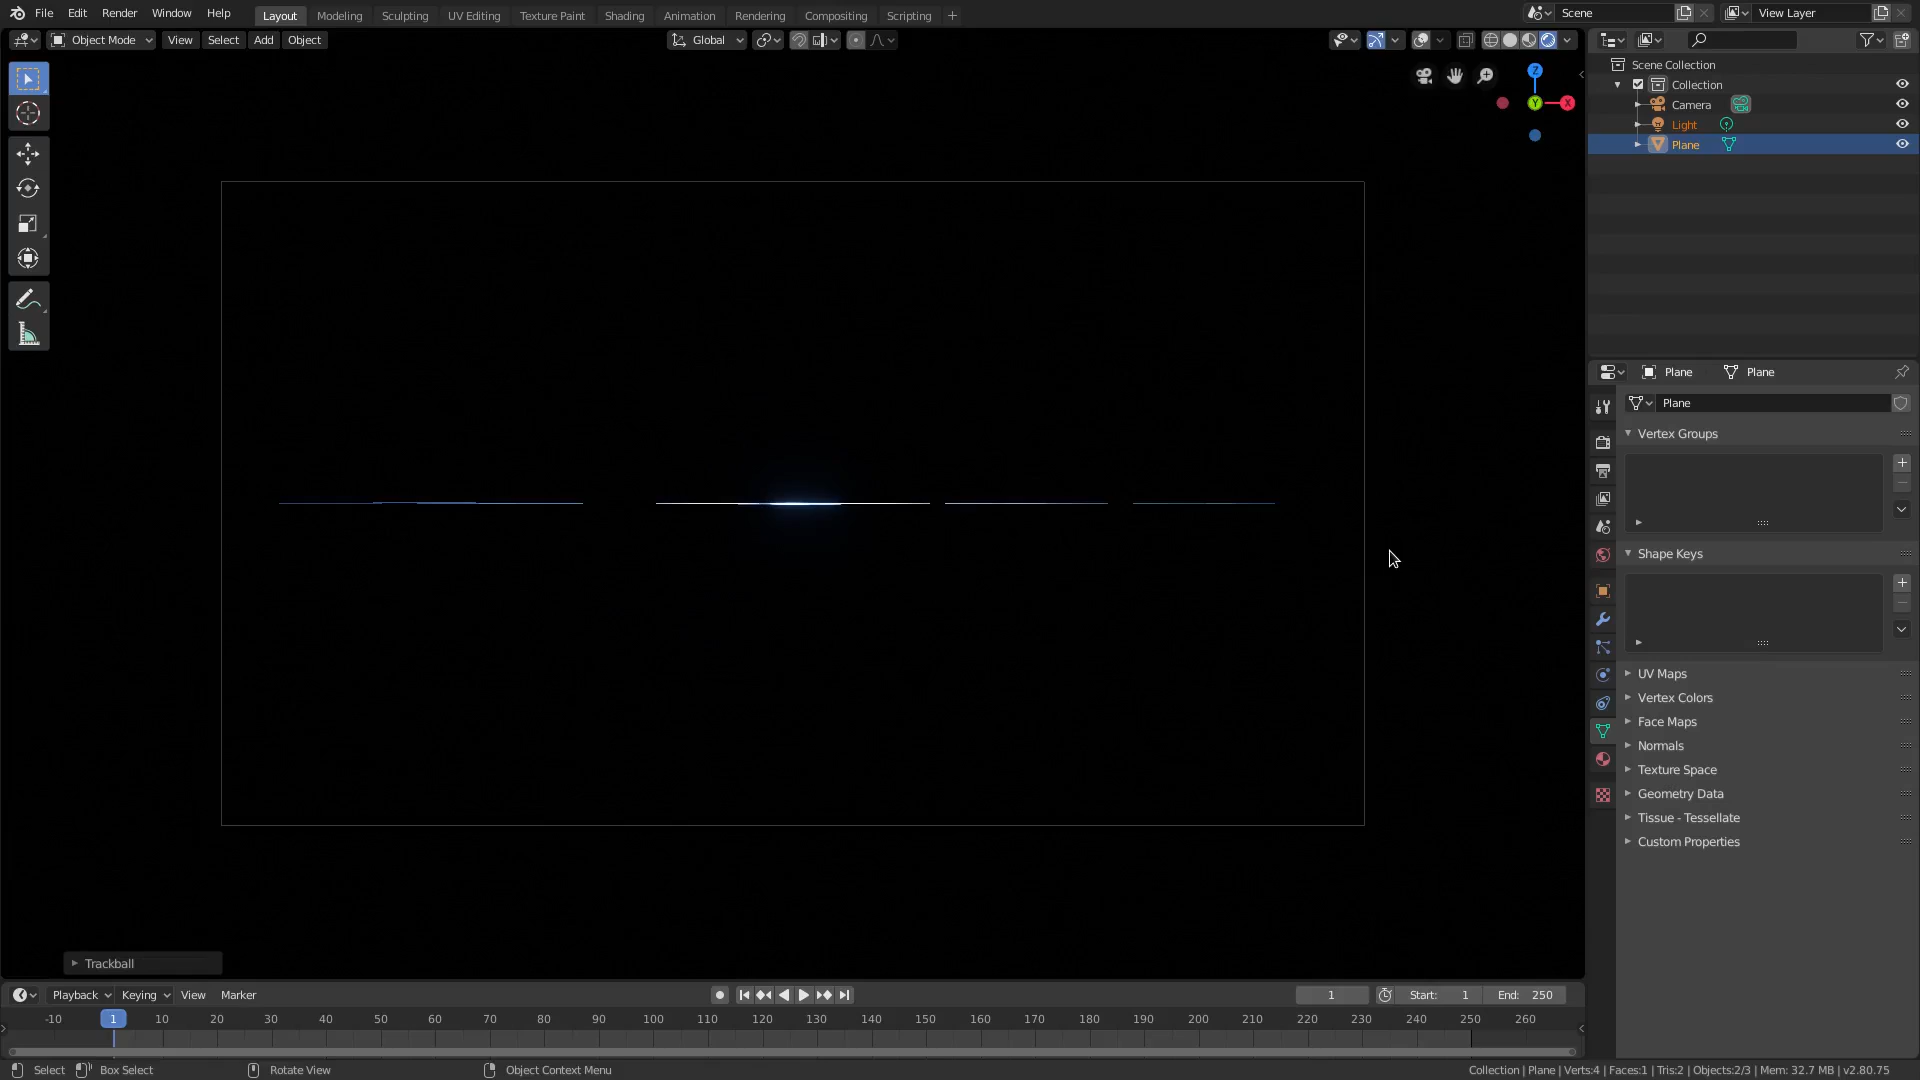 File Edit Render Window Help Layout Modeling Sculpting UV Editing Texture Paint Shading Animation Rendering Compositing Scripting + Scene View Layer
Object Mode View Select Add Object Global
Z
Y X
Scene Collection
Collection
Camera
Light
Plane
Plane Plane
Plane
Vertex Groups
Shape Keys
UV Maps
Vertex Colors
Face Maps
Normals
Texture Space
Geometry Data
Tissue - Tessellate
Custom Properties
Trackball
Playback Keying View Marker 1 Start: 1 End: 250
-10 1 10 20 30 40 50 60 70 80 90 100 110 120 130 140 150 160 170 180 190 200 210 220 230 240 250 260
Select Box Select Rotate View Object Context Menu Collection | Plane | Verts:4 | Faces:1 | Tris:2 | Objects:2/3 | Mem: 32.7 MB | v2.80.75